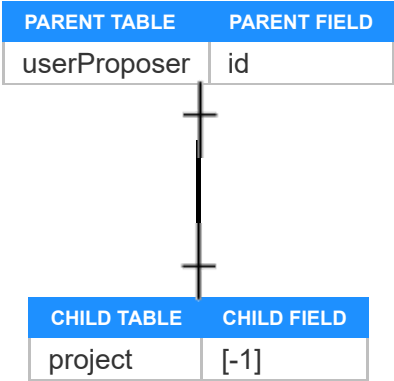 PARENT TABLE PARENT FIELD
userProposer id
CHILD TABLE CHILD FIELD
project [-1]